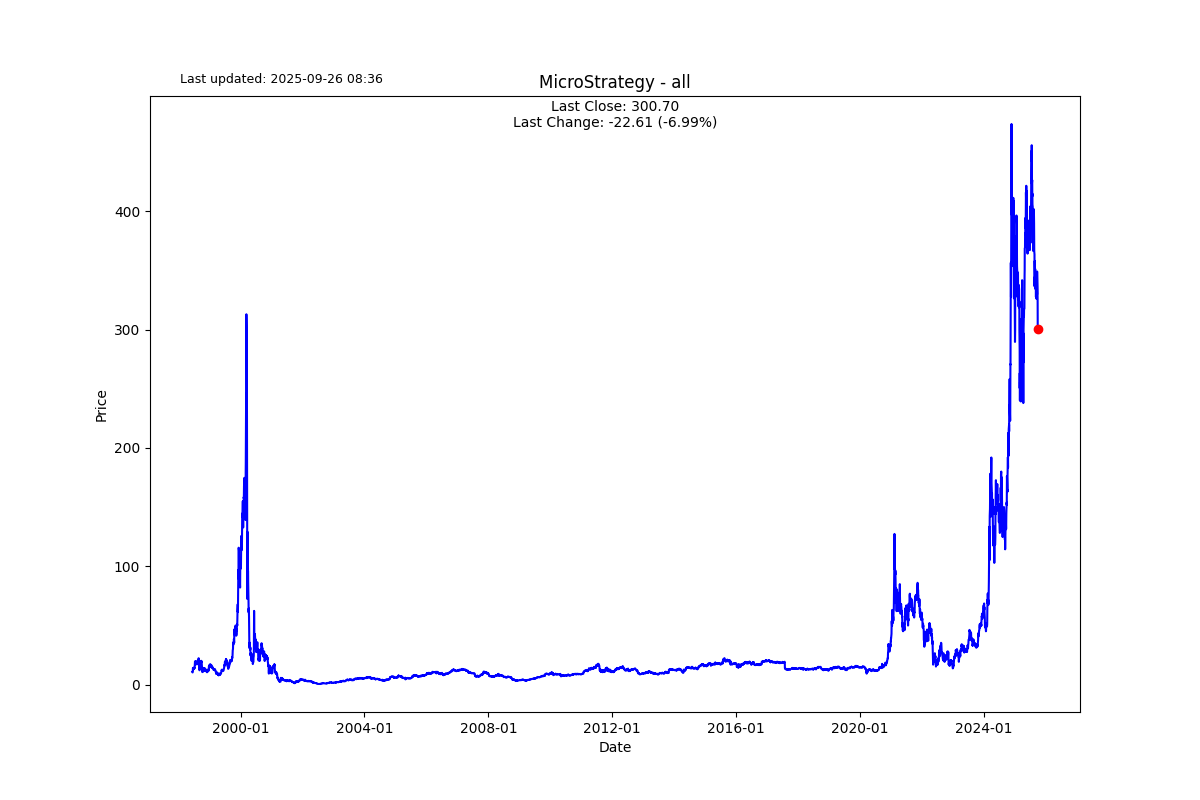 Last updated: 2025-09-26 08:36
MicroStrategy - all
Last Close: 300.70
Last Change: -22.61 (-6.99%)
400
300
200
100
0
Price
2000-01
2004-01
2008-01
2012-01
2016-01
2020-01
2024-01
Date